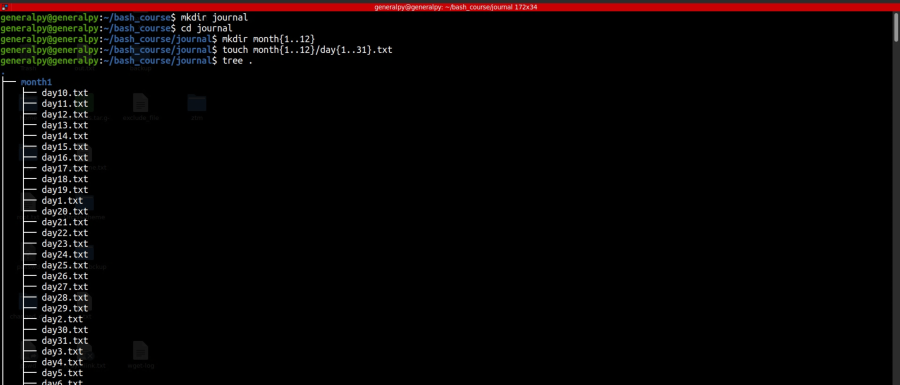 generalpy@generalpy: ~/bash_course/journal 172x34
generalpy@generalpy:~/bash_course$ mkdir journal
generalpy@generalpy:~/bash_course$ cd journal
generalpy@generalpy:~/bash_course/journal$ mkdir month{1..12}
generalpy@generalpy:~/bash_course/journal$ touch month{1..12}/day{1..31}.txt
generalpy@generalpy:~/bash_course/journal$ tree .
.
├── month1
│   ├── day10.txt
│   ├── day11.txt
│   ├── day12.txt
│   ├── day13.txt
│   ├── day14.txt
│   ├── day15.txt
│   ├── day16.txt
│   ├── day17.txt
│   ├── day18.txt
│   ├── day19.txt
│   ├── day1.txt
│   ├── day20.txt
│   ├── day21.txt
│   ├── day22.txt
│   ├── day23.txt
│   ├── day24.txt
│   ├── day25.txt
│   ├── day26.txt
│   ├── day27.txt
│   ├── day28.txt
│   ├── day29.txt
│   ├── day2.txt
│   ├── day30.txt
│   ├── day31.txt
│   ├── day3.txt
│   ├── day4.txt
│   ├── day5.txt
│   ├── day6.txt